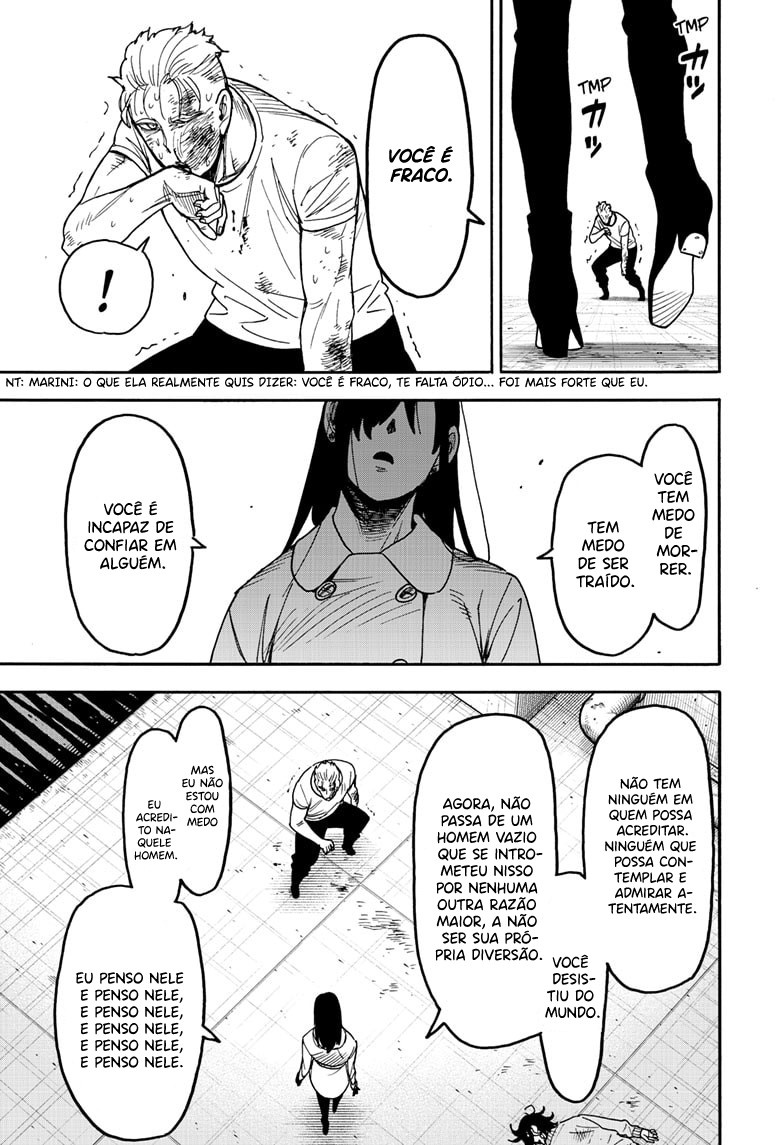 TMP
カッ
TMP
カッ
VOCÊ É
FRACO.
!
NT: MARINI: O QUE ELA REALMENTE QUIS DIZER: VOCÊ É FRACO, TE FALTA ÓDIO... FOI MAIS FORTE QUE EU.
VOCÊ
TEM
MEDO
DE
MOR-
RER.
TEM
MEDO
DE SER
TRAÍDO.
VOCÊ É
INCAPAZ DE
CONFIAR EM
ALGUÉM.
NÃO TEM
NINGUÉM EM
QUEM POSSA
ACREDITAR.
NINGUÉM QUE
POSSA CON-
TEMPLAR E
ADMIRAR A-
TENTAMENTE.
VOCÊ
DESIS-
TIU DO
MUNDO.
AGORA, NÃO
PASSA DE UM
HOMEM VAZIO
QUE SE INTRO-
METEU NISSO
POR NENHUMA
OUTRA RAZÃO
MAIOR, A NÃO
SER SUA PRÓ-
PRIA DIVERSÃO.
MAS
EU NÃO
ESTOU
COM
MEDO
EU
ACREDI-
TO NA-
QUELE
HOMEM.
EU PENSO NELE
E PENSO NELE,
E PENSO NELE,
E PENSO NELE,
E PENSO NELE,
E PENSO NELE.